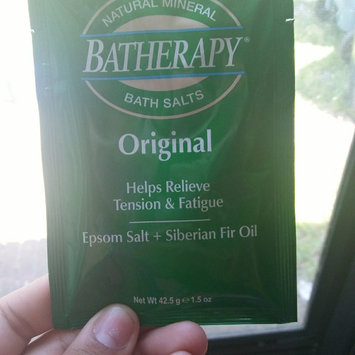 NATURAL MINERAL
BATHERAPY®
BATH SALTS
Original
Helps Relieve
Tension & Fatigue
Epsom Salt + Siberian Fir Oil
Net Wt 42.5 g ℮ 1.5 oz